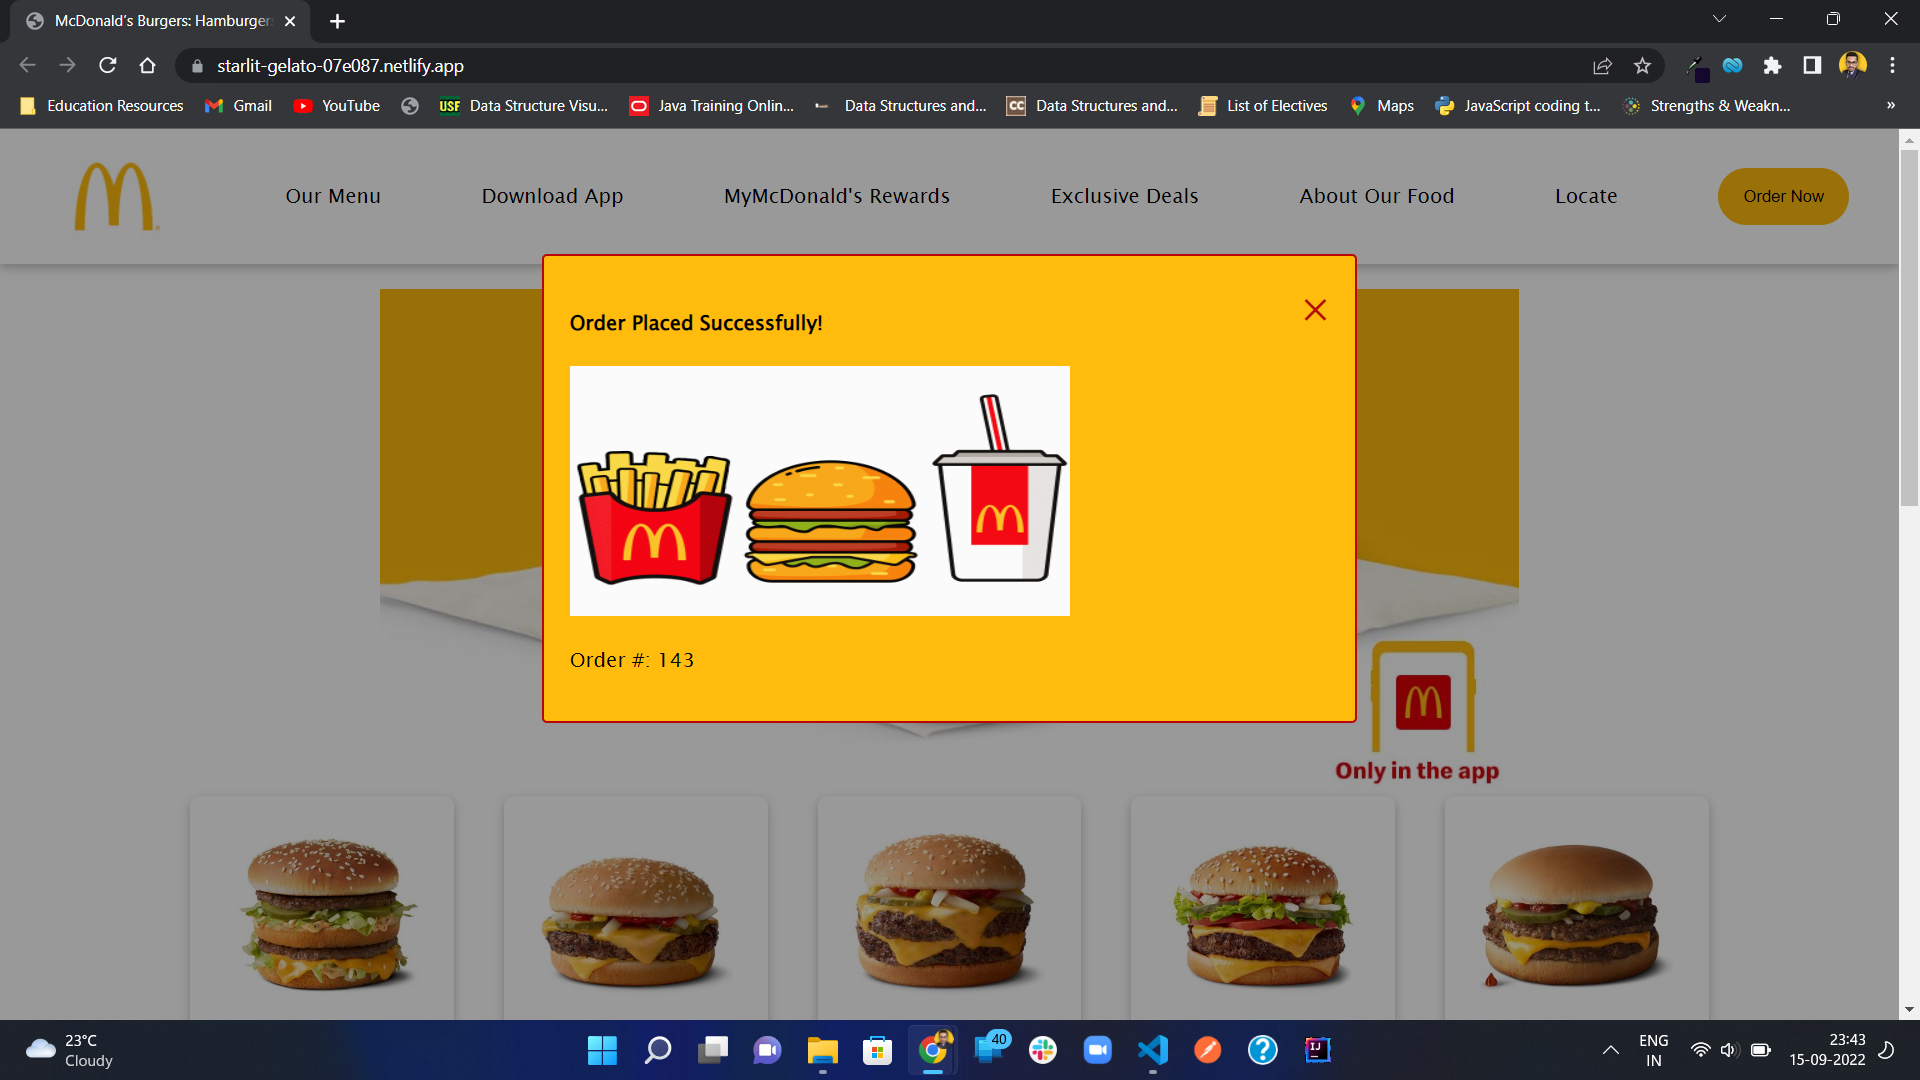 McDonald's Burgers: Hamburger
starlit-gelato-07e087.netlify.app
Education Resources Gmail YouTube USF Data Structure Visu... Java Training Onlin... Data Structures and... CC Data Structures and... List of Electives Maps JavaScript coding t... Strengths & Weakn... »
Our Menu Download App MyMcDonald's Rewards Exclusive Deals About Our Food Locate Order Now
Order Placed Successfully!
Order #: 143
Only in the app
23°C
Cloudy
40
IJ
ENG
IN
23:43
15-09-2022